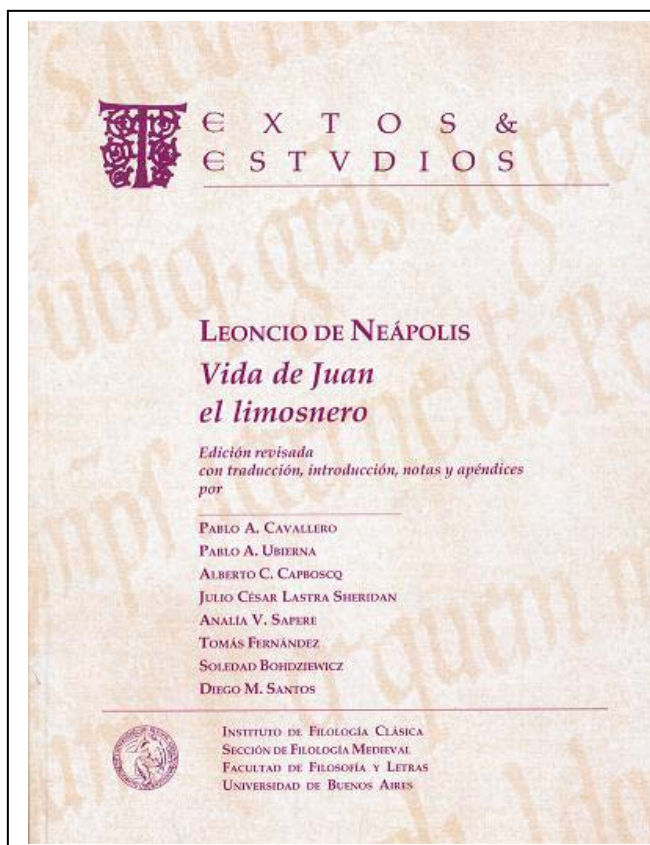 TEXTOS &
ESTVDIOS
LEONCIO DE NEÁPOLIS
Vida de Juan
el limosnero
Edición revisada
con traducción, introducción, notas y apéndices
por
PABLO A. CAVALLERO
PABLO A. UBIERNA
ALBERTO C. CAPBOSCQ
JULIO CÉSAR LASTRA SHERIDAN
ANALÍA V. SAPERE
TOMÁS FERNÁNDEZ
SOLEDAD BOHDZIEWICZ
DIEGO M. SANTOS
INSTITUTO DE FILOLOGÍA CLÁSICA
SECCIÓN DE FILOLOGÍA MEDIEVAL
FACULTAD DE FILOSOFÍA Y LETRAS
UNIVERSIDAD DE BUENOS AIRES